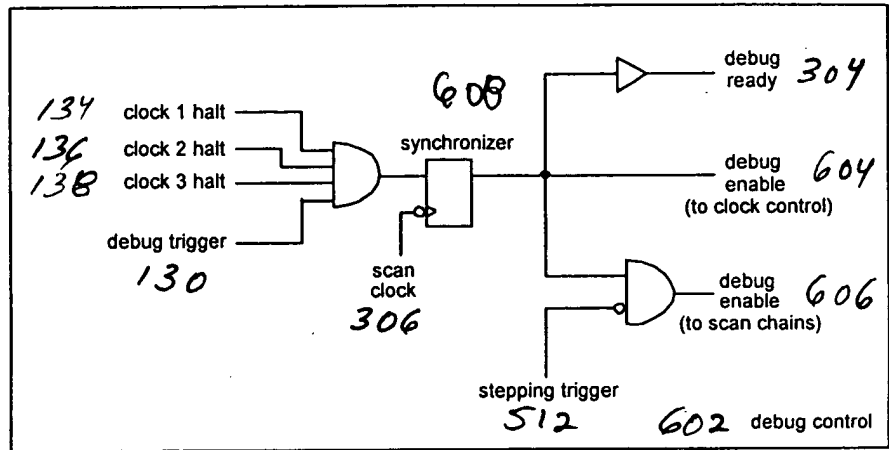 debug
ready 304
608
134 clock 1 halt
136 clock 2 halt
138 clock 3 halt
synchronizer
debug
enable 604
(to clock control)
debug trigger
130
scan
clock
306
debug
enable 606
(to scan chains)
stepping trigger
512
602 debug control